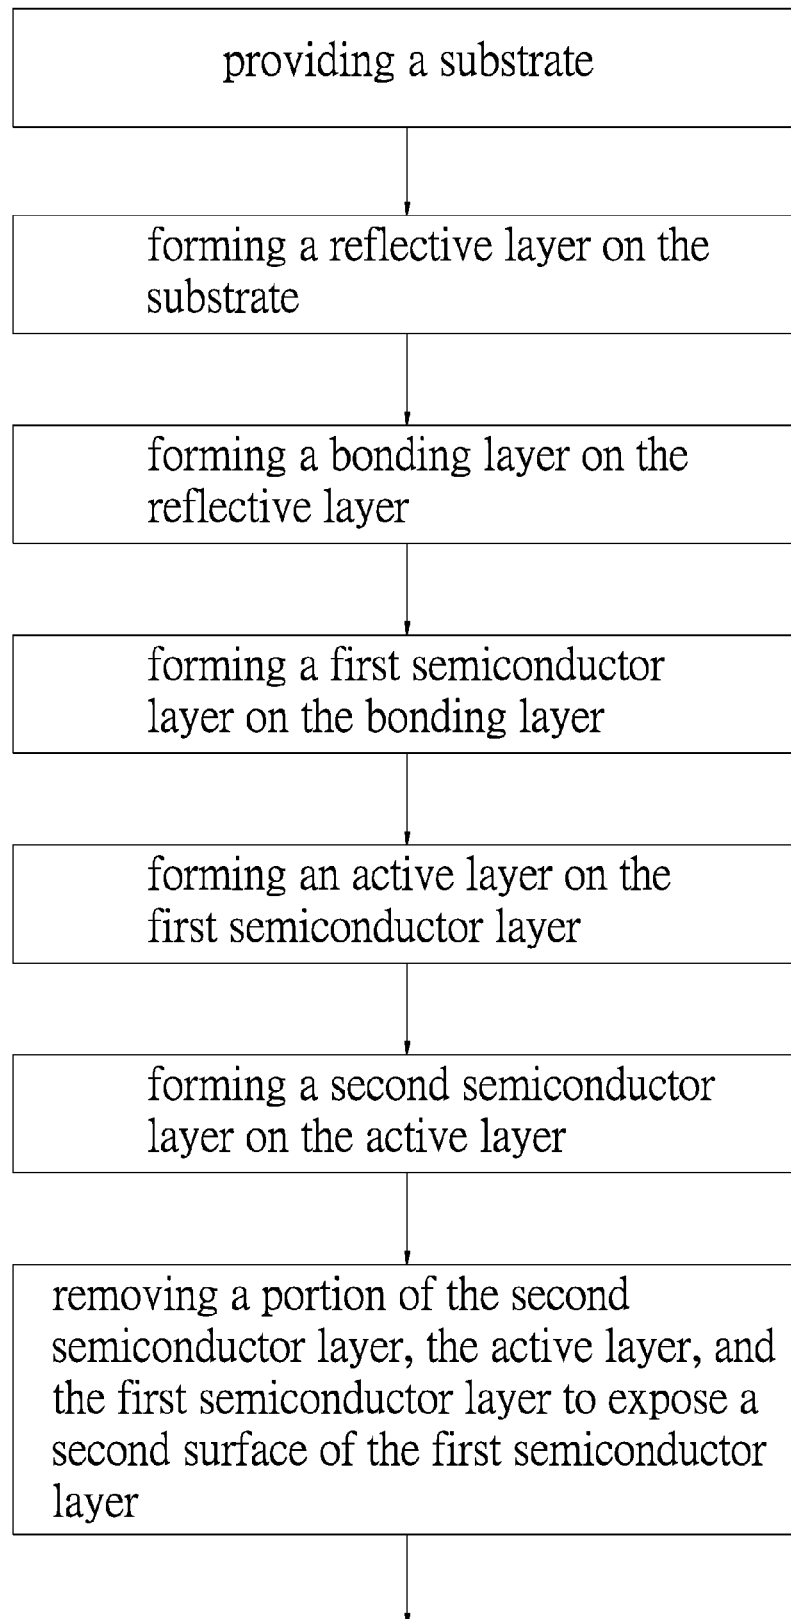 providing a substrate
forming a reflective layer on the
substrate
forming a bonding layer on the
reflective layer
forming a first semiconductor
layer on the bonding layer
forming an active layer on the
first semiconductor layer
forming a second semiconductor
layer on the active layer
removing a portion of the second
semiconductor layer, the active layer, and
the first semiconductor layer to expose a
second surface of the first semiconductor
layer